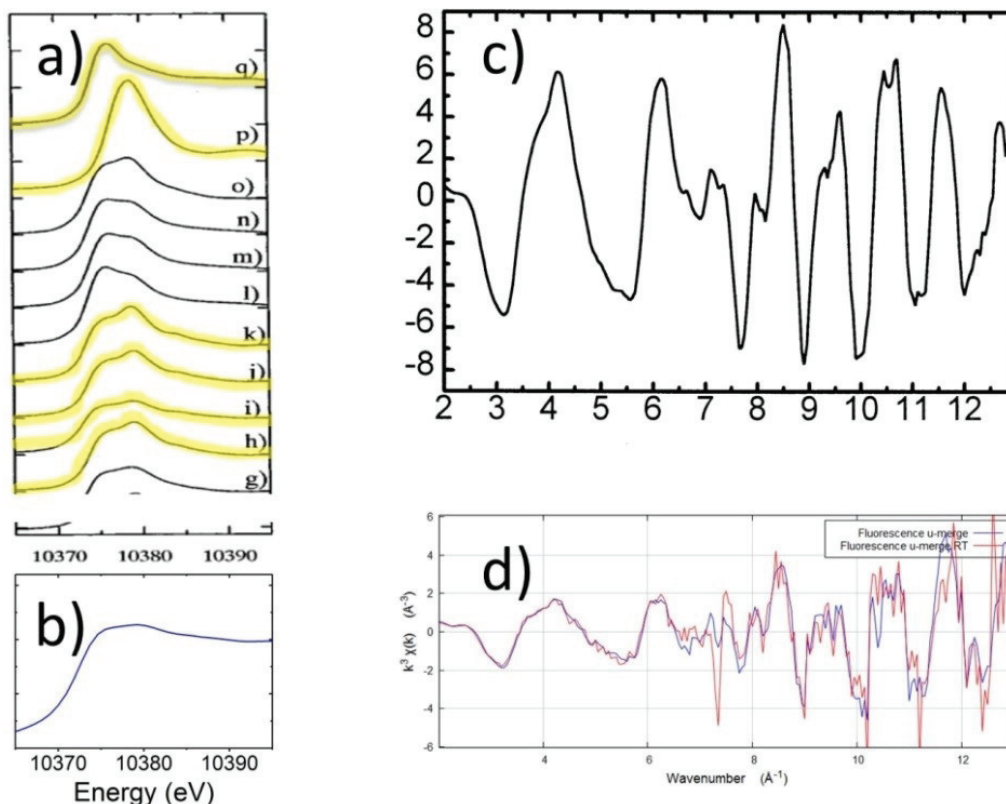 a)
q)
p)
o)
n)
m)
l)
k)
j)
i)
h)
g)
10370 10380 10390
b)
10370 10380 10390
Energy (eV)
c)
8
6
4
2
0
-2
-4
-6
-8
2 3 4 5 6 7 8 9 10 11 12
d)
Fluorescence u-merge
Fluorescence u-merge RT
6
4
2
0
-2
-4
-6
k³ χ(k) (Å⁻³)
4 6 8 10 12
Wavenumber (Å⁻¹)